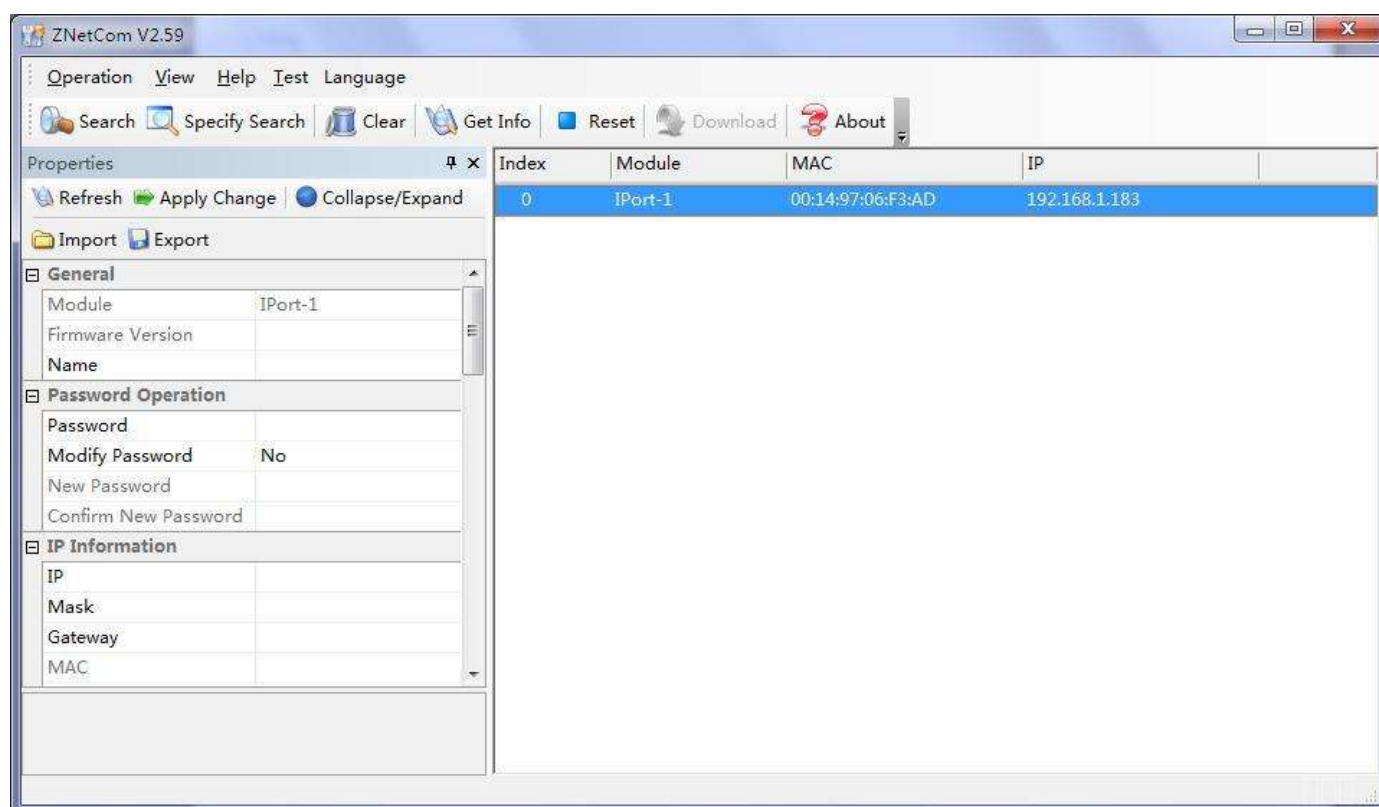 ZNetCom V2.59
Operation View Help Test Language
Search Specify Search Clear Get Info Reset Download About
Properties
Refresh Apply Change Collapse/Expand
Import Export
General
Module IPort-1
Firmware Version
Name
Password Operation
Password
Modify Password No
New Password
Confirm New Password
IP Information
IP
Mask
Gateway
MAC
Index Module MAC IP
0 IPort-1 00:14:97:06:F3:AD 192.168.1.183